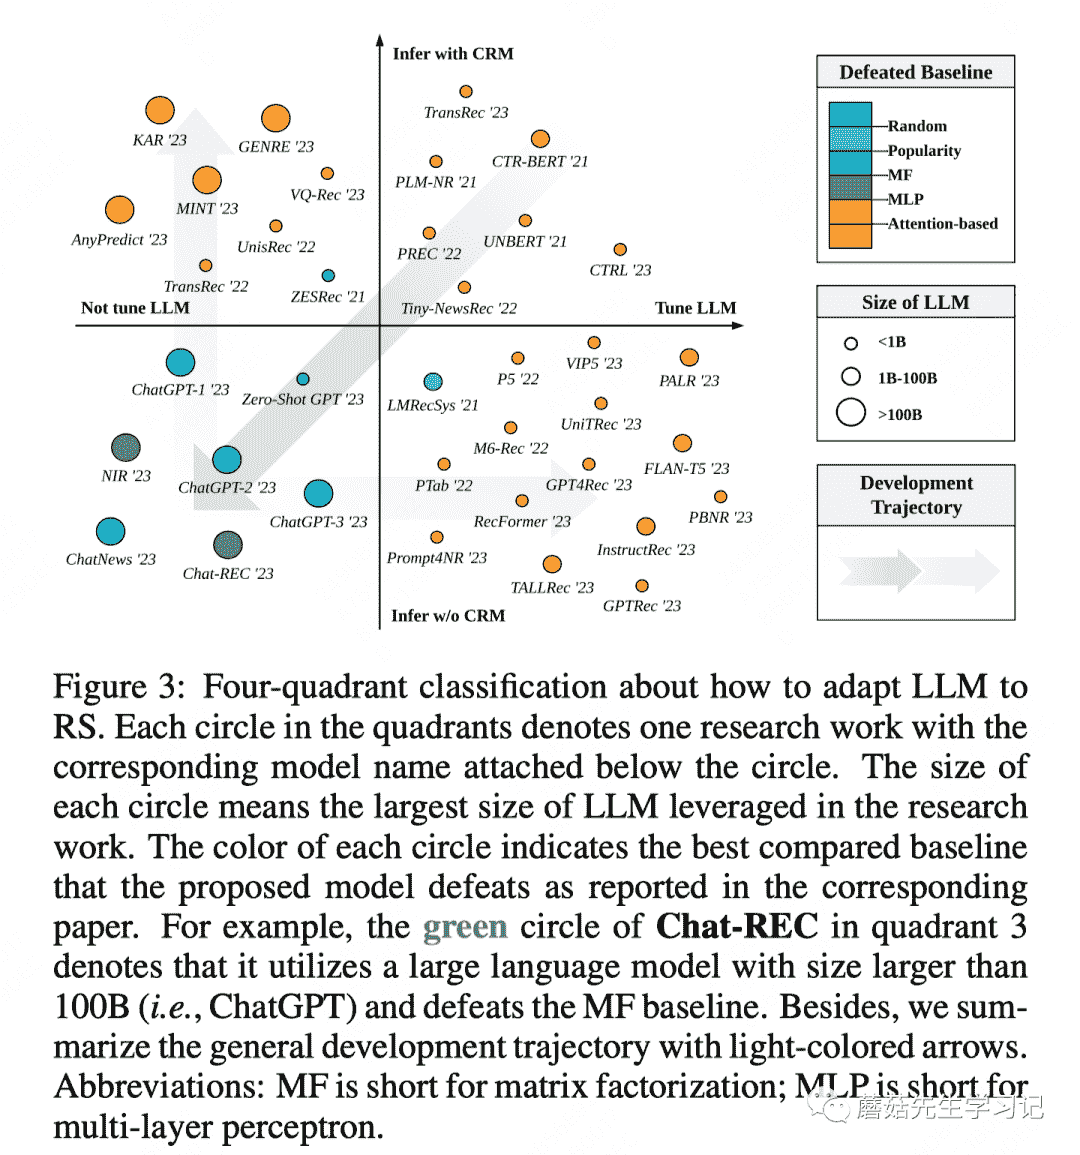 Infer with CRM
Defeated Baseline
Random
Popularity
MF
MLP
Attention-based
TransRec '23
KAR '23
GENRE '23
CTR-BERT '21
PLM-NR '21
VQ-Rec '23
MINT '23
AnyPredict '23
UnisRec '22
PREC '22
UNBERT '21
CTRL '23
TransRec '22
ZESRec '21
Tiny-NewsRec '22
Not tune LLM
Tune LLM
Size of LLM
<1B
1B-100B
>100B
ChatGPT-1 '23
Zero-Shot GPT '23
LMRecSys '21
P5 '22
VIP5 '23
PALR '23
UniTRec '23
M6-Rec '22
NIR '23
ChatGPT-2 '23
PTab '22
GPT4Rec '23
FLAN-T5 '23
ChatGPT-3 '23
RecFormer '23
PBNR '23
ChatNews '23
Chat-REC '23
Prompt4NR '23
InstructRec '23
TALLRec '23
GPTRec '23
Infer w/o CRM
Development
Trajectory
Figure 3: Four-quadrant classification about how to adapt LLM to
RS. Each circle in the quadrants denotes one research work with the
corresponding model name attached below the circle. The size of
each circle means the largest size of LLM leveraged in the research
work. The color of each circle indicates the best compared baseline
that the proposed model defeats as reported in the corresponding
paper. For example, the green circle of Chat-REC in quadrant 3
denotes that it utilizes a large language model with size larger than
100B (i.e., ChatGPT) and defeats the MF baseline. Besides, we sum-
marize the general development trajectory with light-colored arrows.
Abbreviations: MF is short for matrix factorization; MLP is short for
multi-layer perceptron.
蘑菇先生学习记